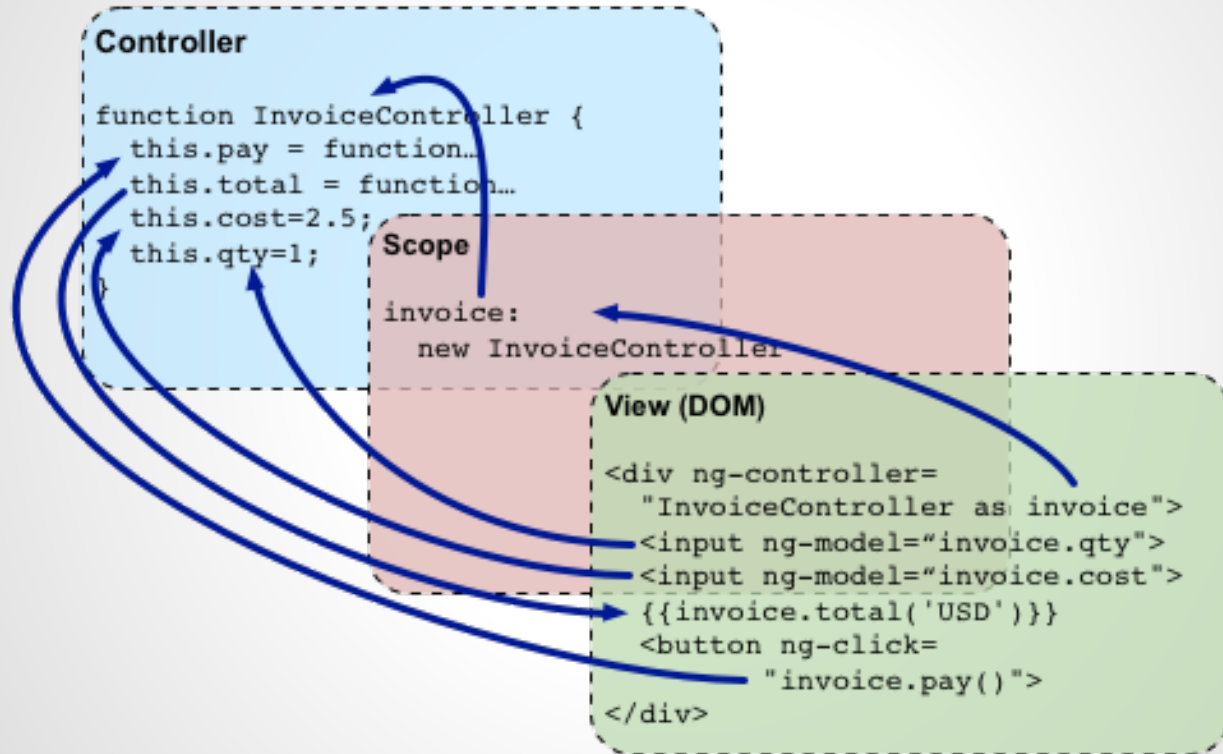 Controller
function InvoiceController {
this.pay = function…
this.total = function…
this.cost=2.5;
this.qty=1;
}
Scope
invoice:
new InvoiceController
View (DOM)
<div ng-controller=
"InvoiceController as invoice">
<input ng-model=“invoice.qty">
<input ng-model=“invoice.cost">
{{invoice.total('USD')}}
<button ng-click=
"invoice.pay()">
</div>